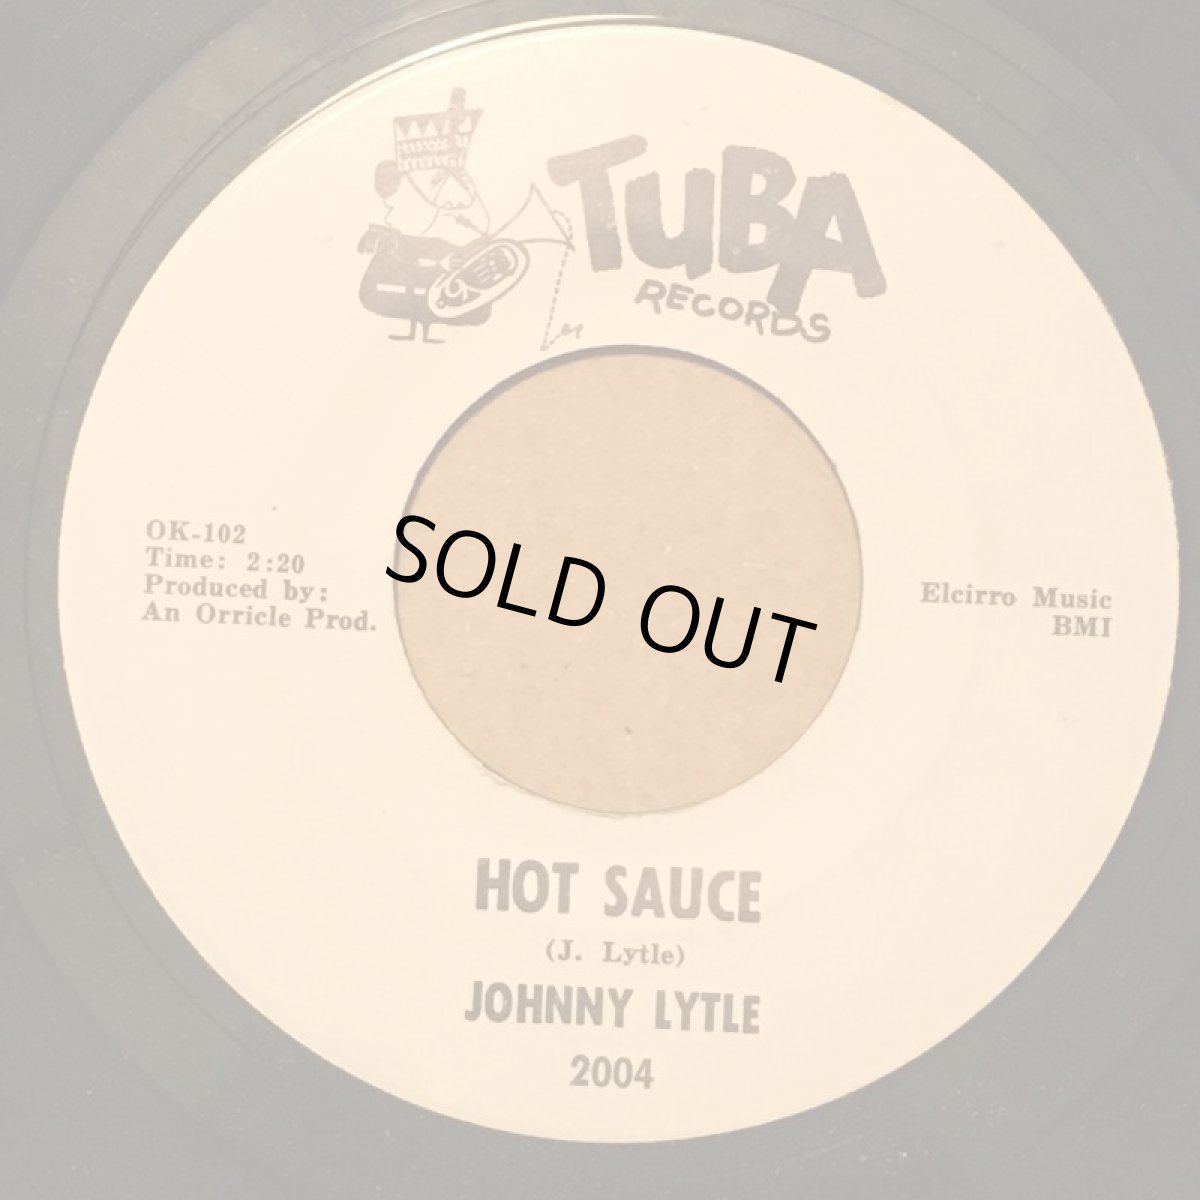 TUBA
RECORDS
OK-102
Time: 2:20
Produced by:
An Orricle Prod.
SOLD OUT
Elcirro Music
BMI
HOT SAUCE
(J. Lytle)
JOHNNY LYTLE
2004